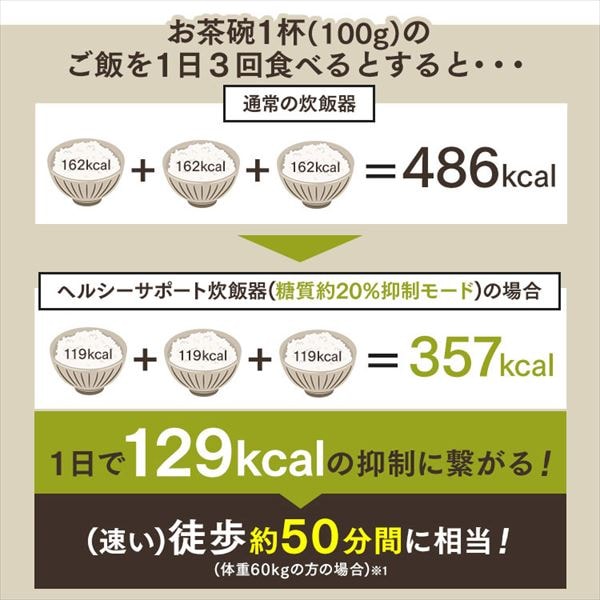 お茶碗1杯(100g)の
ご飯を1日3回食べるとすると・・・
通常の炊飯器
162kcal + 162kcal + 162kcal =486kcal
ヘルシーサポート炊飯器(糖質約20%抑制モード)の場合
119kcal + 119kcal + 119kcal =357kcal
1日で129kcalの抑制に繋がる!
(速い)徒歩約50分間に相当!
(体重60kgの方の場合)※1